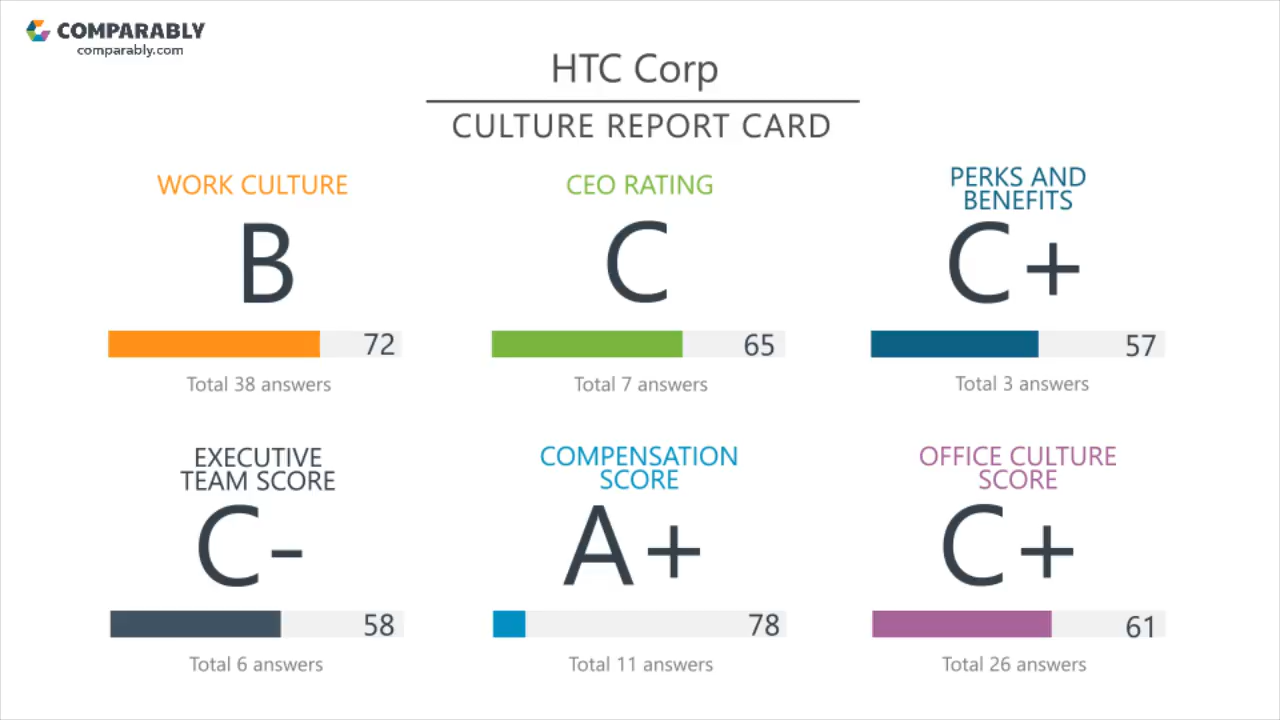 COMPARABLY
comparably.com
HTC Corp
CULTURE REPORT CARD
WORK CULTURE
B
72
Total 38 answers
CEO RATING
C
65
Total 7 answers
PERKS AND
BENEFITS
C+
57
Total 3 answers
EXECUTIVE
TEAM SCORE
C-
58
Total 6 answers
COMPENSATION
SCORE
A+
78
Total 11 answers
OFFICE CULTURE
SCORE
C+
61
Total 26 answers